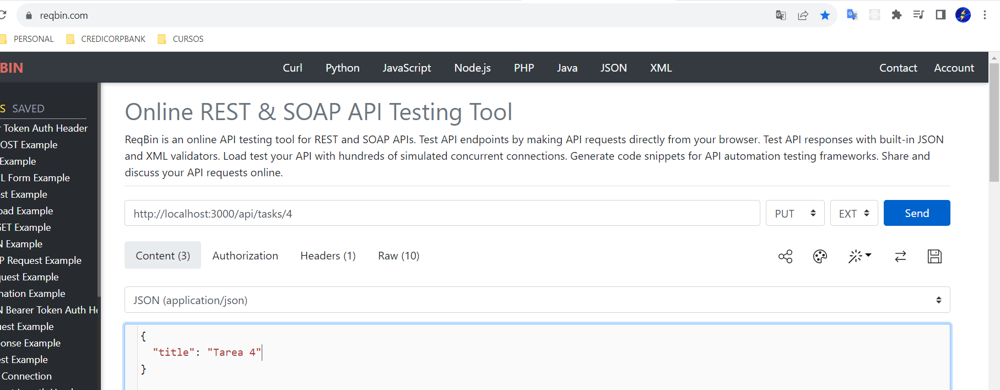 reqbin.com
PERSONAL CREDICORPBANK CURSOS
BIN Curl Python JavaScript Node.js PHP Java JSON XML Contact Account
S SAVED
r Token Auth Header
OST Example
Example
L Form Example
st Example
oad Example
GET Example
N Example
P Request Example
quest Example
nation Example
N Bearer Token Auth He
uest Example
onse Example
est Example
Connection
Online REST & SOAP API Testing Tool
ReqBin is an online API testing tool for REST and SOAP APIs. Test API endpoints by making API requests directly from your browser. Test API responses with built-in JSON
and XML validators. Load test your API with hundreds of simulated concurrent connections. Generate code snippets for API automation testing frameworks. Share and
discuss your API requests online.
http://localhost:3000/api/tasks/4 PUT EXT Send
Content (3) Authorization Headers (1) Raw (10)
JSON (application/json)
{
"title": "Tarea 4"
}